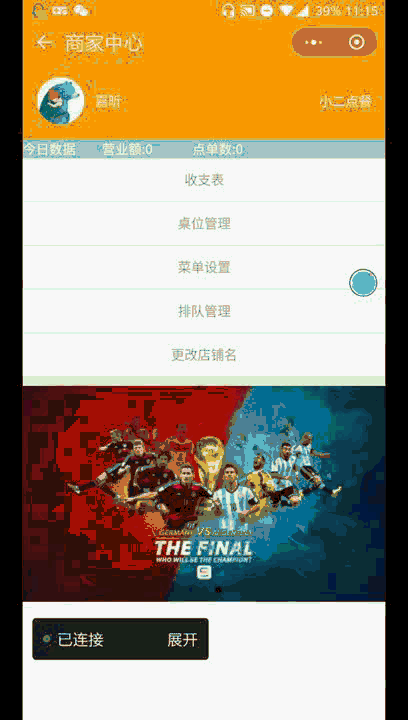 39% 11:15
商家中心
小二点餐
今日数据 营业额:0 点单数:0
收支表
桌位管理
菜单设置
排队管理
更改店铺名
GERMANY VS ARGENTINA
THE FINAL
WHO WILL BE THE CHAMPION?
已连接 展开